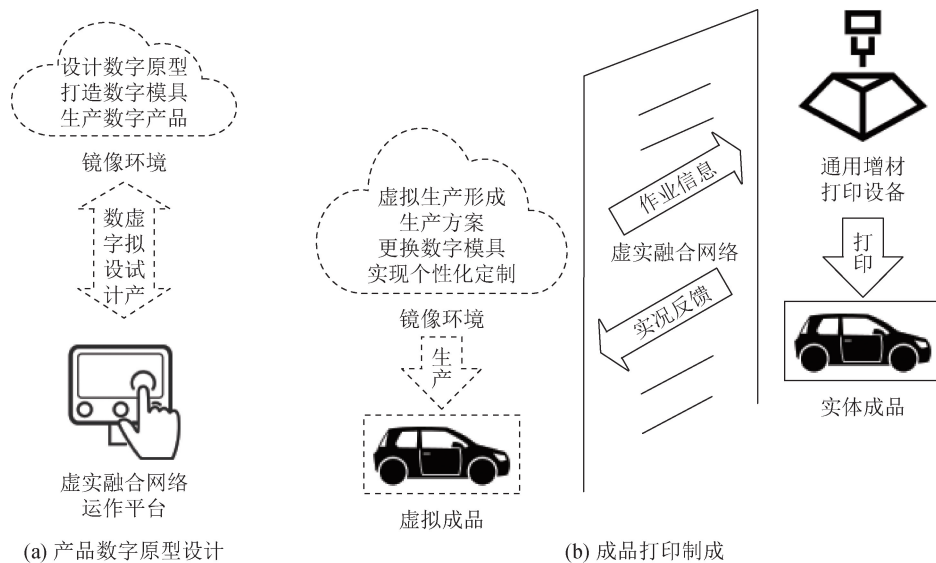 设计数字原型
打造数字模具
生产数字产品
镜像环境
数字设计
虚拟试产
虚实融合网络
运作平台
(a) 产品数字原型设计
虚拟生产形成
生产方案
更换数字模具
实现个性化定制
镜像环境
生产
虚拟成品
作业信息
虚实融合网络
实况反馈
通用增材
打印设备
打印
实体成品
(b) 成品打印制成